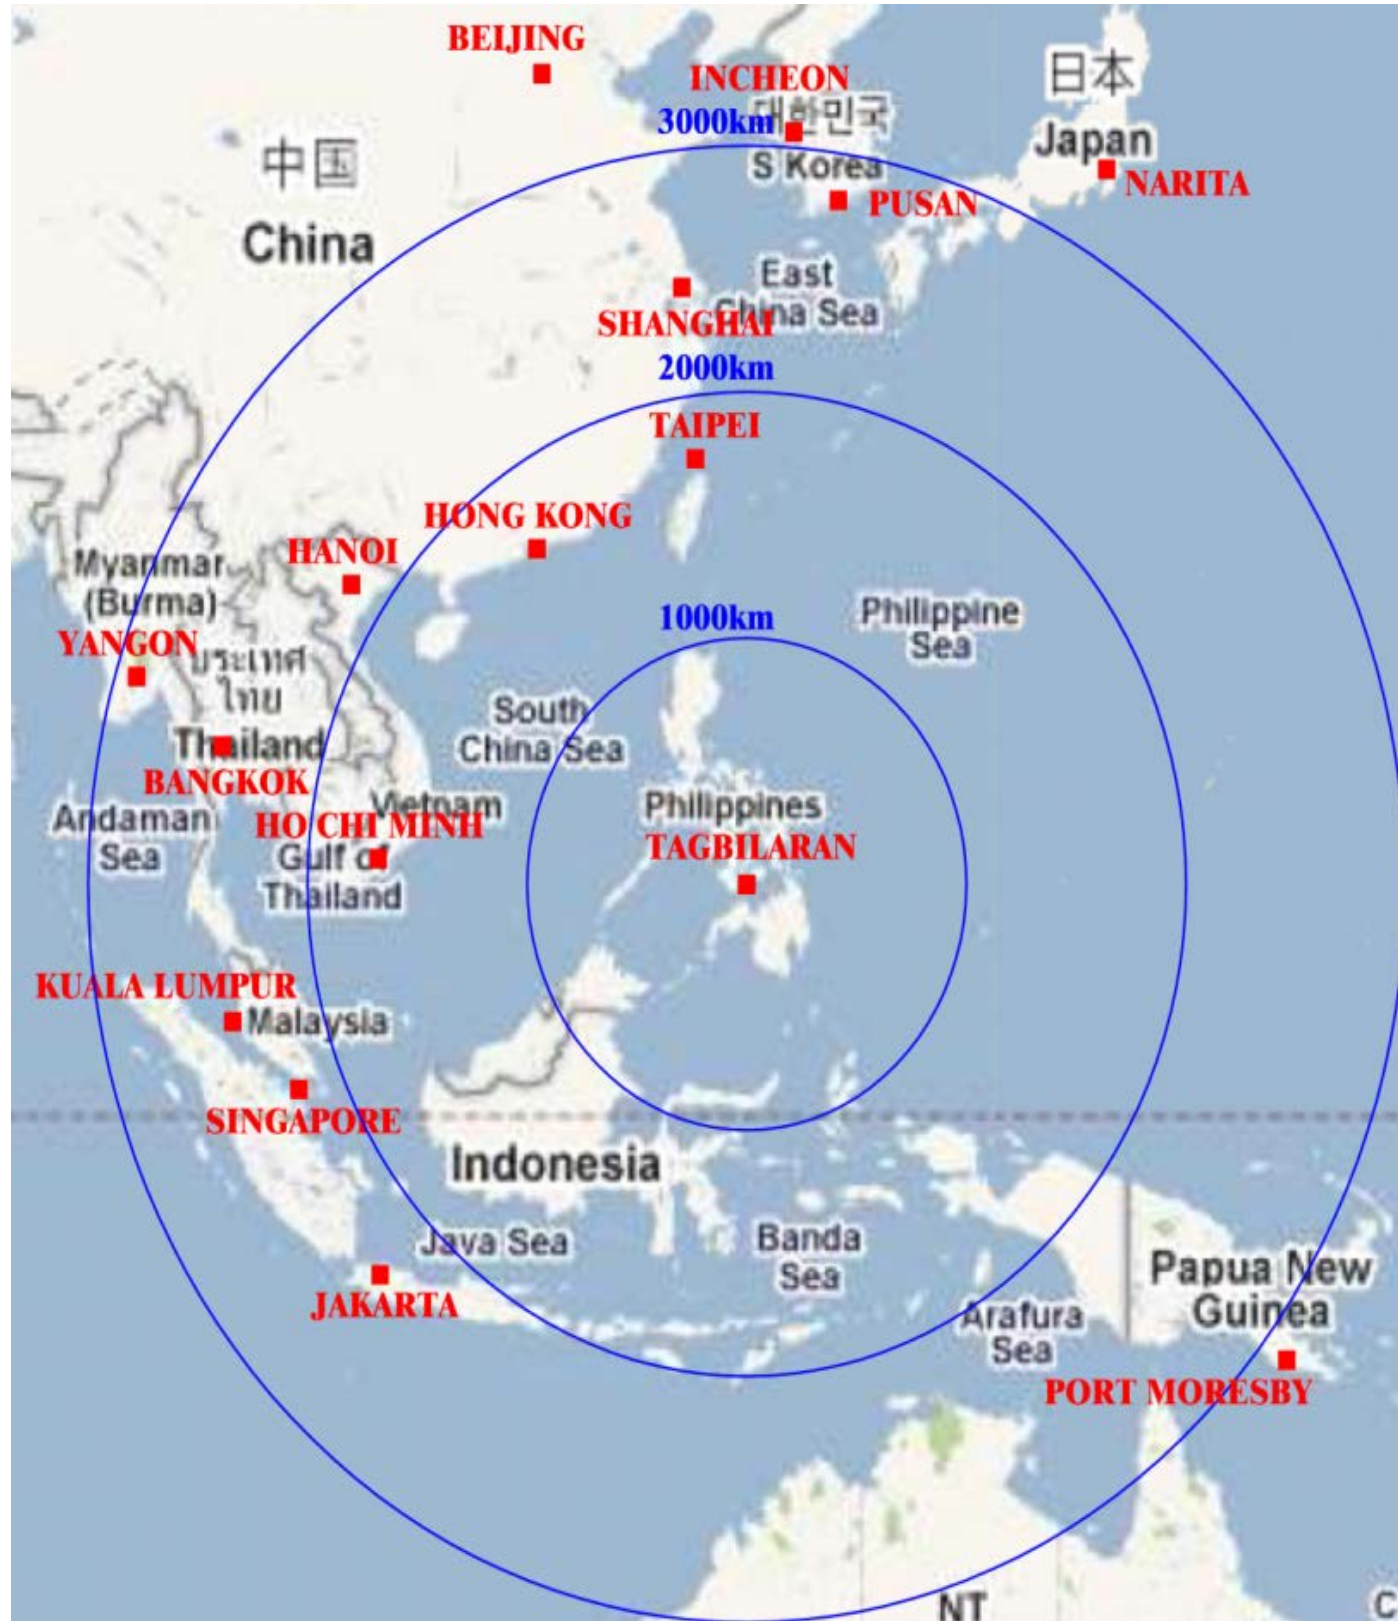 BEIJING
INCHEON
日本
대한민국
3000km
中国
Japan
S Korea
NARITA
PUSAN
China
East
China Sea
SHANGHAI
2000km
TAIPEI
HONG KONG
HANOI
Myanmar
(Burma)
Philippine
Sea
1000km
YANGON
ประเทศ
ไทย
South
China Sea
Thailand
BANGKOK
Vietnam
Philippines
Andaman
Sea
HO CHI MINH
TAGBILARAN
Gulf of
Thailand
KUALA LUMPUR
Malaysia
SINGAPORE
Indonesia
Java Sea
Banda
Sea
Papua New
Guinea
JAKARTA
Arafura
Sea
PORT MORESBY
NT